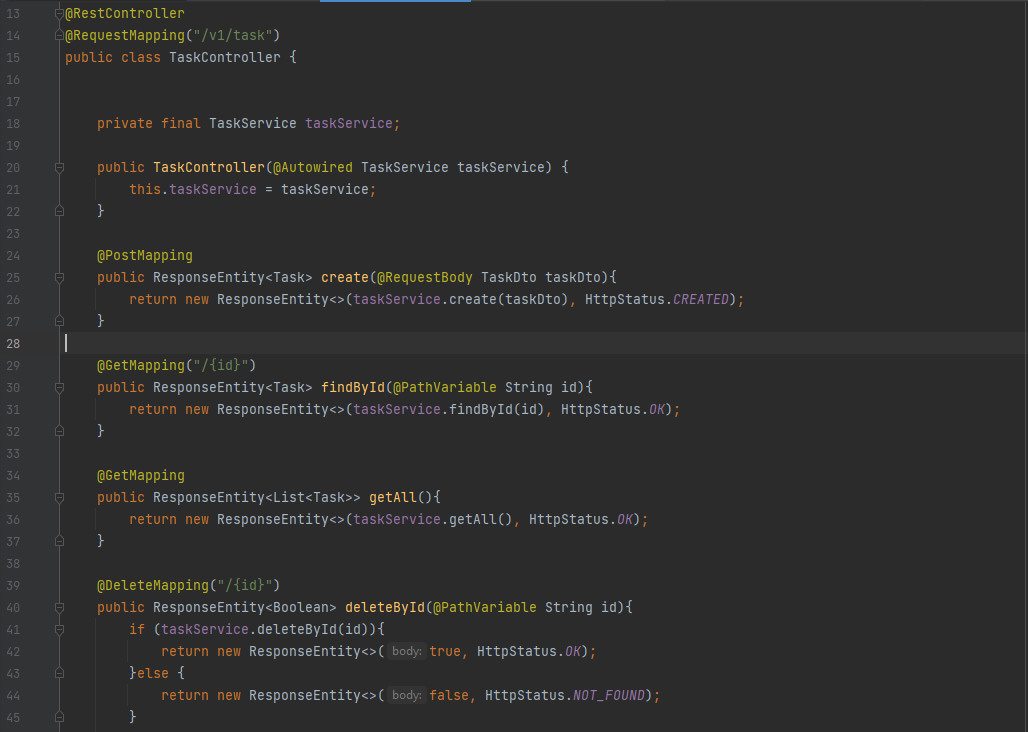 13 @RestController
14 @RequestMapping("/v1/task")
15 public class TaskController {
16
17
18     private final TaskService taskService;
19
20     public TaskController(@Autowired TaskService taskService) {
21         this.taskService = taskService;
22     }
23
24     @PostMapping
25     public ResponseEntity<Task> create(@RequestBody TaskDto taskDto){
26         return new ResponseEntity<>(taskService.create(taskDto), HttpStatus.CREATED);
27     }
28
29     @GetMapping("/{id}")
30     public ResponseEntity<Task> findById(@PathVariable String id){
31         return new ResponseEntity<>(taskService.findById(id), HttpStatus.OK);
32     }
33
34     @GetMapping
35     public ResponseEntity<List<Task>> getAll(){
36         return new ResponseEntity<>(taskService.getAll(), HttpStatus.OK);
37     }
38
39     @DeleteMapping("/{id}")
40     public ResponseEntity<Boolean> deleteById(@PathVariable String id){
41         if (taskService.deleteById(id)){
42             return new ResponseEntity<>( body: true, HttpStatus.OK);
43         }else {
44             return new ResponseEntity<>( body: false, HttpStatus.NOT_FOUND);
45         }